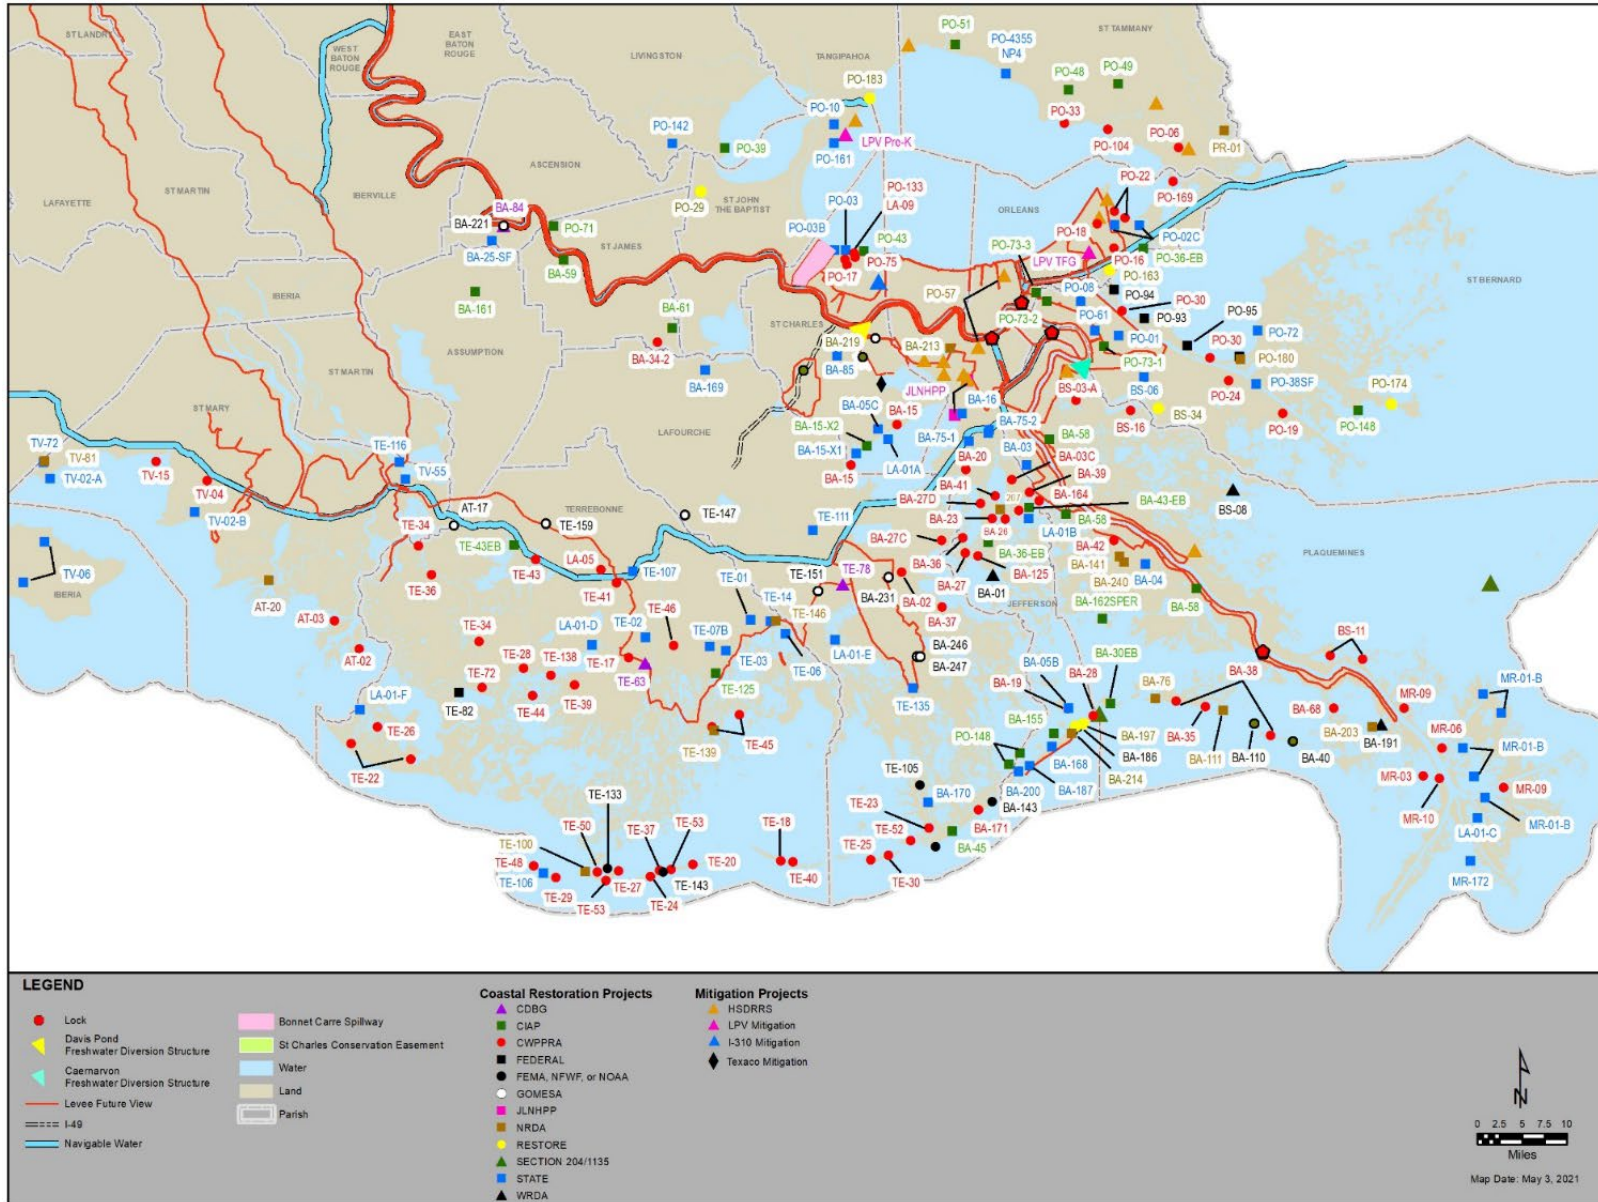 ST LANDRY
WEST
BATON
ROUGE
EAST
BATON
ROUGE
LIVINGSTON
TANGIPAHOA
ST TAMMANY
PO-51
PO-4355
NP4
PO-48
PO-49
PO-183
PO-10
PO-33
PO-06
PO-104
PR-01
PO-142
PO-39
PO-161
LPV Pro-K
ASCENSION
ST MARTIN
IBERVILLE
LAFAYETTE
PO-29
ST JOHN
THE BAPTIST
PO-133
PO-03
LA-09
ORLEANS
PO-22
PO-169
BA-84
BA-221
PO-71
BA-25-SF
ST JAMES
PO-03B
PO-43
PO-73-3
PO-18
PO-02C
LPV TFG
PO-16
PO-36-EB
BA-59
PO-17
PO-75
PO-163
ST BERNARD
IBERIA
BA-161
BA-61
PO-57
PO-08
PO-94
PO-30
ST CHARLES
PO-73-2
PO-61
PO-93
PO-95
PO-72
ASSUMPTION
BA-34-2
BA-219
BA-213
PO-01
PO-30
PO-180
ST MARTIN
BA-169
BA-85
PO-73-1
BS-03-A
BS-06
PO-38SF
PO-174
JLNHPP
PO-24
ST MARY
BA-05C
BA-15
BA-16
BS-34
BS-16
PO-19
PO-148
LAFOURCHE
BA-15-X2
BA-75-1
BA-75-2
BA-58
TV-72
TV-81
TE-116
BA-15-X1
LA-01A
BA-03
BA-03C
TV-02-A
TV-15
TV-55
BA-15
BA-20
BA-39
TV-04
BA-41
BA-164
BA-27D
207
BA-43-EB
BS-08
TV-02-B
AT-17
TE-159
TERREBONNE
TE-147
TE-111
BA-23
BA-26
LA-01B
BA-58
TE-34
TE-43EB
BA-27C
BA-36-EB
BA-42
PLAQUEMINES
TV-06
LA-05
TE-107
TE-151
TE-78
BA-36
BA-125
BA-141
TE-43
BA-27
BA-240
BA-04
IBERIA
AT-20
TE-36
TE-41
TE-01
TE-14
BA-231
BA-02
BA-01
BA-58
AT-03
TE-46
TE-146
BA-37
JEFFERSON
BA-162SPER
TE-34
LA-01-D
TE-02
TE-07B
BA-246
BS-11
AT-02
TE-28
TE-138
TE-17
TE-03
TE-06
LA-01-E
BA-247
BA-05B
BA-30EB
TE-72
TE-63
TE-125
BA-19
BA-28
BA-76
BA-38
LA-01-F
TE-82
TE-44
TE-39
TE-135
MR-09
MR-01-B
TE-26
TE-139
TE-45
BA-155
BA-197
BA-68
MR-06
PO-148
BA-35
BA-203
BA-191
MR-01-B
TE-22
BA-168
BA-186
BA-111
BA-110
BA-40
TE-133
TE-105
BA-200
BA-187
BA-214
MR-03
MR-09
BA-170
BA-143
MR-10
TE-50
TE-37
TE-53
TE-18
TE-23
LA-01-C
MR-01-B
TE-100
TE-52
BA-171
TE-48
TE-20
TE-25
BA-45
TE-106
TE-27
TE-143
TE-40
TE-30
MR-172
TE-29
TE-53
TE-24
LEGEND
Lock
Davis Pond
Freshwater Diversion Structure
Caernarvon
Freshwater Diversion Structure
Levee Future View
I-49
Navigable Water
Bonnet Carre Spillway
St Charles Conservation Easement
Water
Land
Parish
Coastal Restoration Projects
CDBG
CIAP
CWPPRA
FEDERAL
FEMA, NFWF, or NOAA
GOMESA
JLNHPP
NRDA
RESTORE
SECTION 204/1135
STATE
WRDA
Mitigation Projects
HSDRRS
LPV Mitigation
I-310 Mitigation
Texaco Mitigation
N
0 2.5 5 7.5 10
Miles
Map Date: May 3, 2021